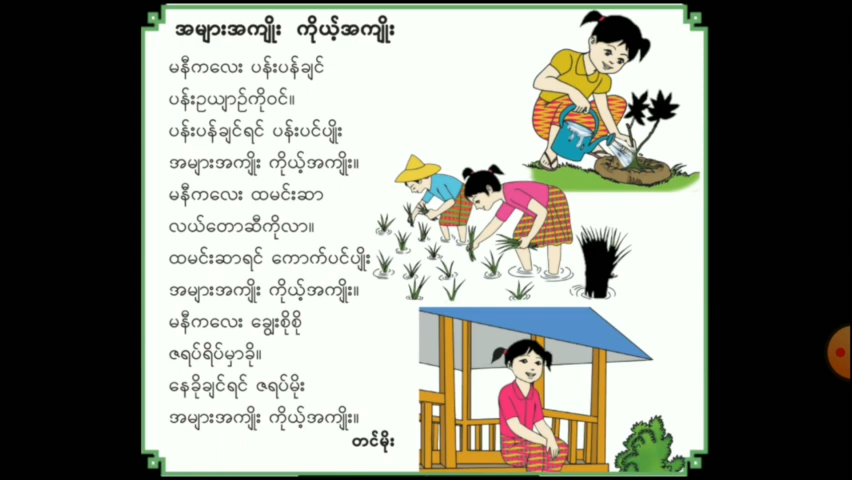 အများအကျိုး ကိုယ့်အကျိုး
မနီကလေး ပန်းပန်ချင်
ပန်းဥယျာဉ်ကိုဝင်။
ပန်းပန်ချင်ရင် ပန်းပင်ပျိုး
အများအကျိုး ကိုယ့်အကျိုး။
မနီကလေး ထမင်းဆာ
လယ်တောဆီကိုလာ။
ထမင်းဆာရင် ကောက်ပင်ပျိုး
အများအကျိုး ကိုယ့်အကျိုး။
မနီကလေး ချွေးစိုစို
ဇရပ်ရိပ်မှာခို။
နေခိုချင်ရင် ဇရပ်မိုး
အများအကျိုး ကိုယ့်အကျိုး။
တင်မိုး